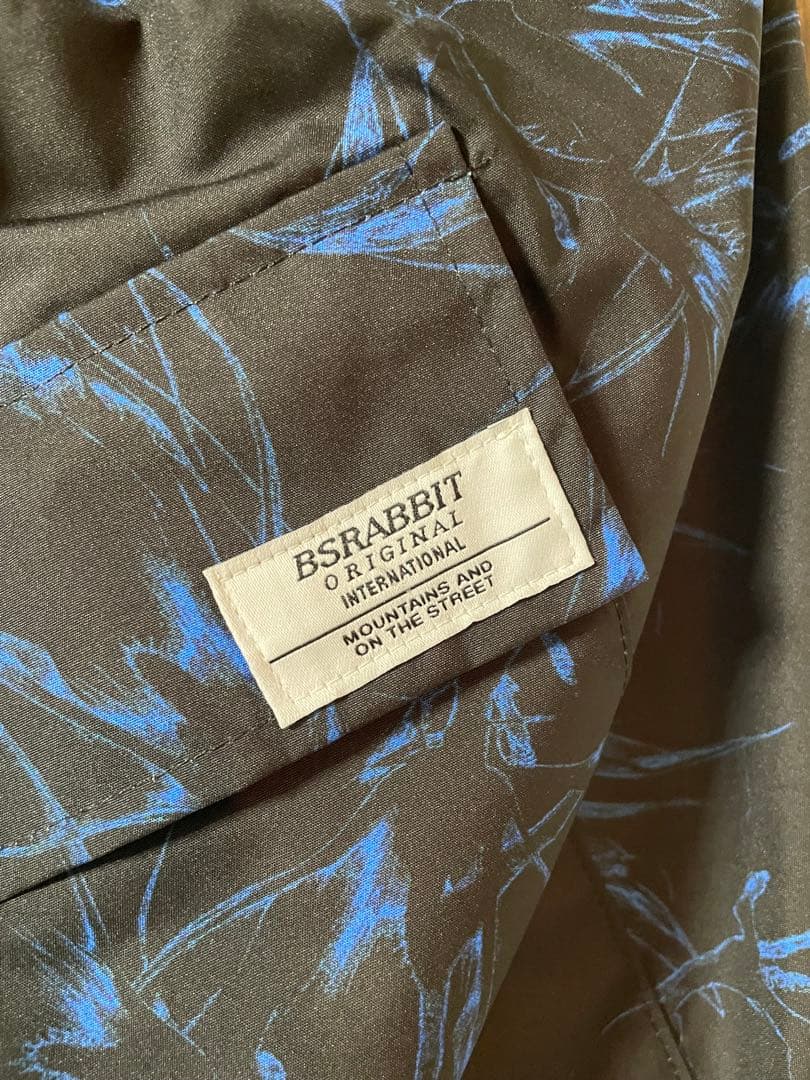 BSRABBIT
ORIGINAL
INTERNATIONAL
MOUNTAINS AND
ON THE STREET